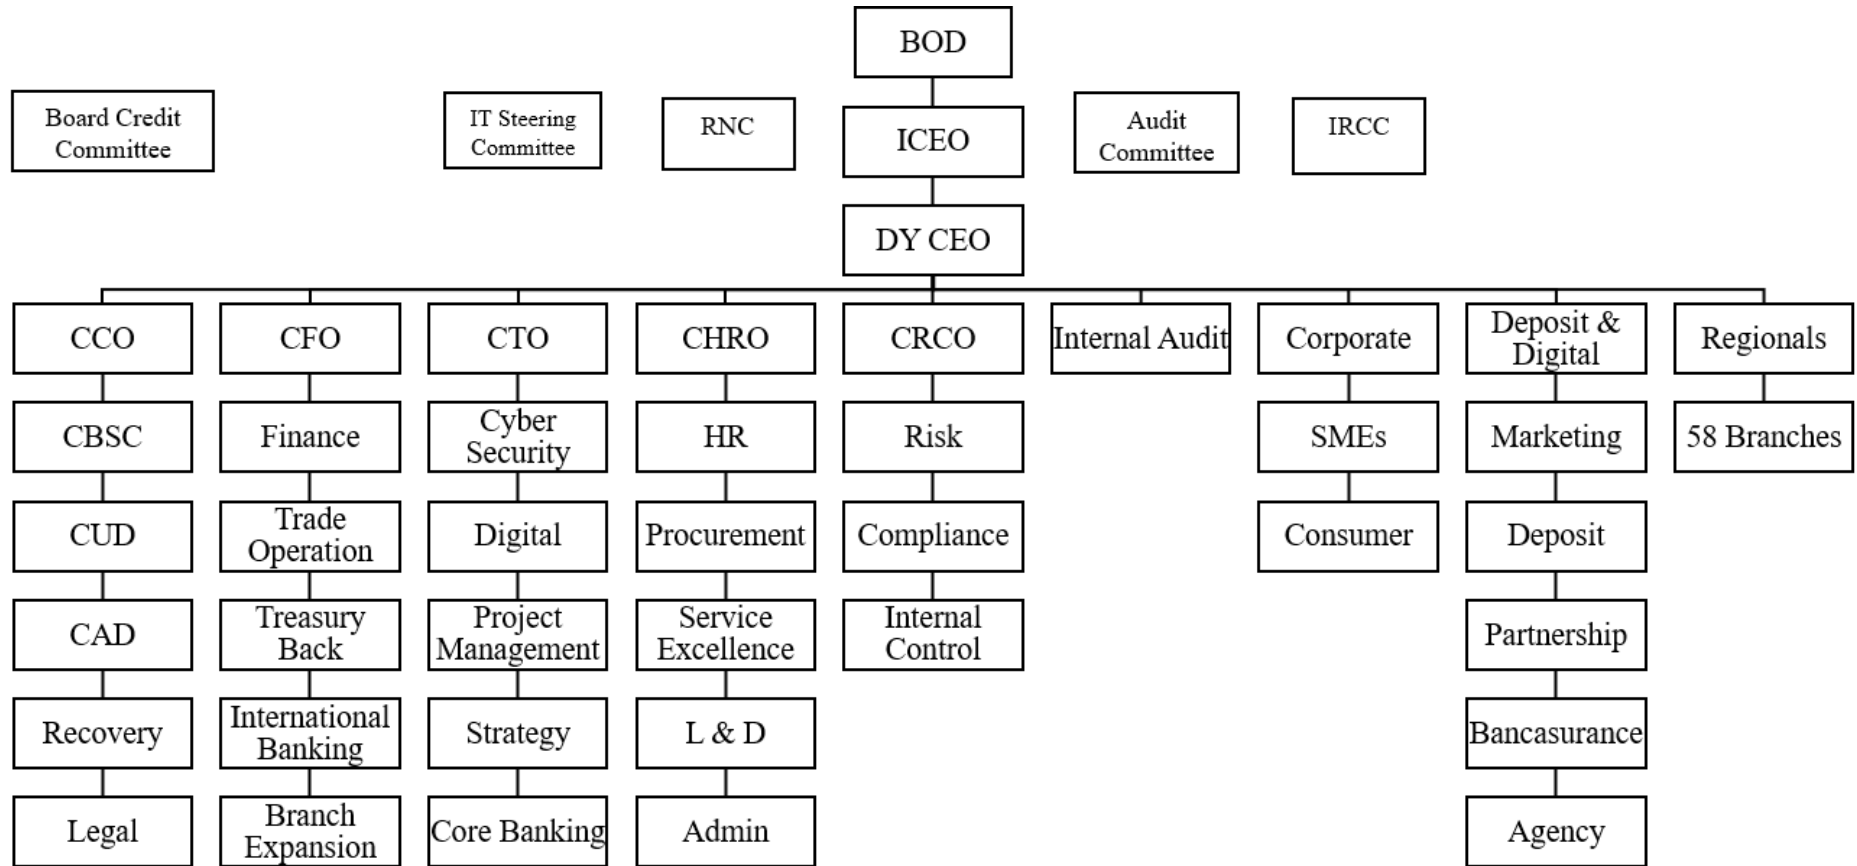 BOD
Board Credit
Committee
IT Steering
Committee
RNC
ICEO
Audit
Committee
IRCC
DY CEO
CCO
CFO
CTO
CHRO
CRCO
Internal Audit
Corporate
Deposit &
Digital
Regionals
CBSC
Finance
Cyber
Security
HR
Risk
SMEs
Marketing
58 Branches
CUD
Trade
Operation
Digital
Procurement
Compliance
Consumer
Deposit
CAD
Treasury
Back
Project
Management
Service
Excellence
Internal
Control
Partnership
Recovery
International
Banking
Strategy
L & D
Bancasurance
Legal
Branch
Expansion
Core Banking
Admin
Agency